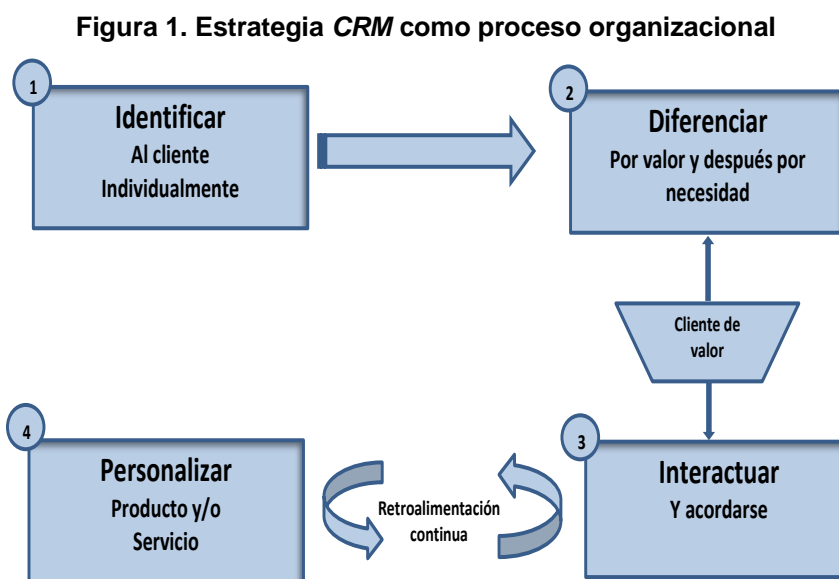 Figura 1. Estrategia CRM como proceso organizacional
1
Identificar
Al cliente
Individualmente
2
Diferenciar
Por valor y después por
necesidad
Cliente de
valor
3
Interactuar
Y acordarse
Retroalimentación
continua
4
Personalizar
Producto y/o
Servicio